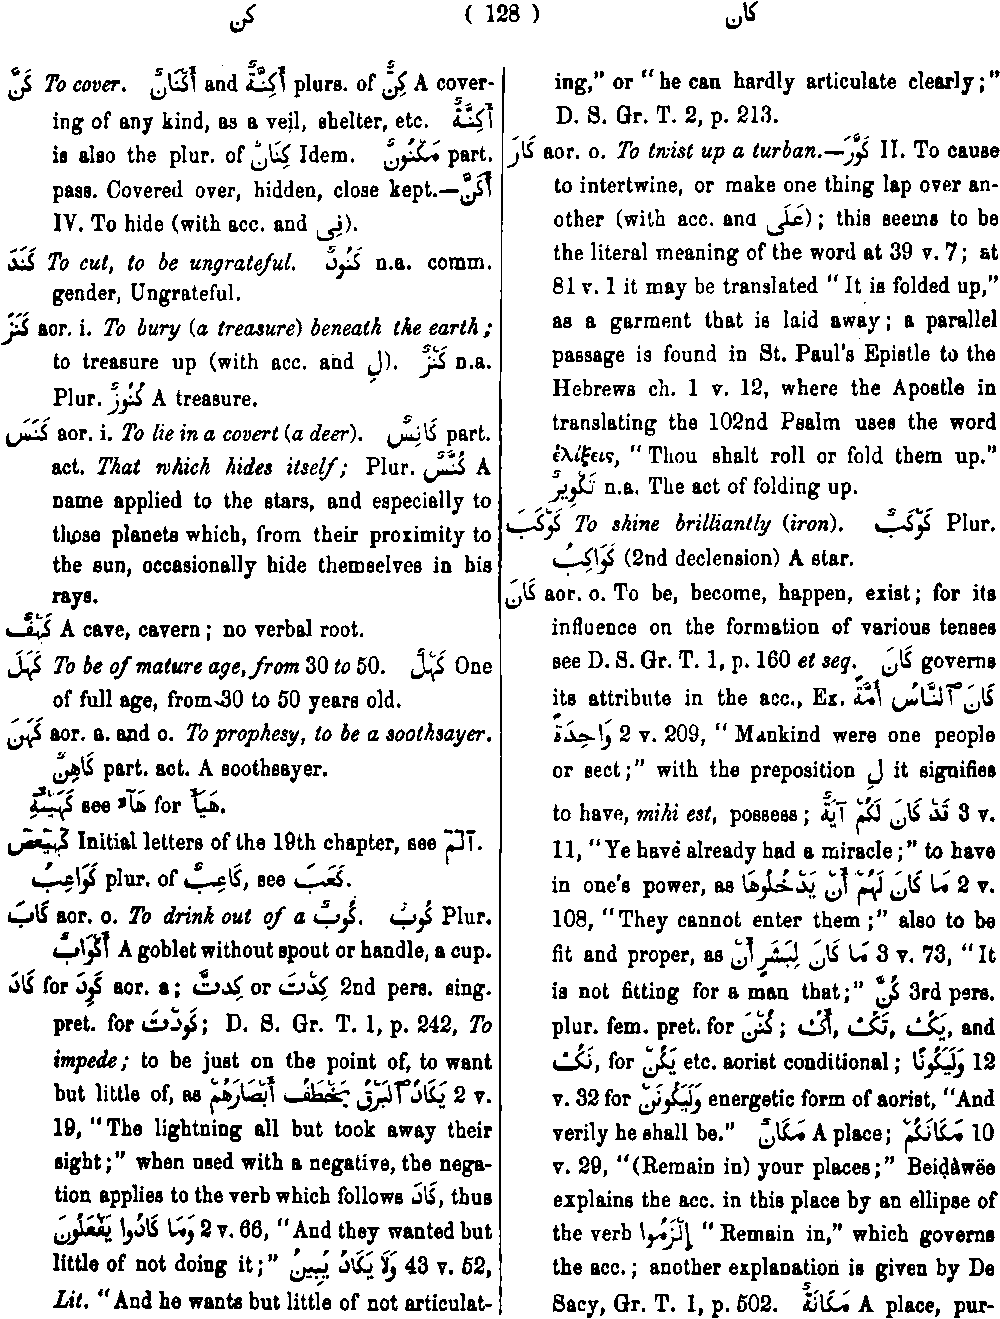 كن ( 128 ) كان
كَنَّ To cover. أَكْنَانٌ and أَكِنَّةٌ plurs. of كِنٌّ A cover-
ing of any kind, as a veil, shelter, etc. أَكِنَّةٌ
is also the plur. of كِنَانٌ Idem. مَكْنُونٌ part.
pass. Covered over, hidden, close kept.—أَكَنَّ
IV. To hide (with acc. and فِي).
كَنَدَ To cut, to be ungrateful. كَنُودٌ n.a. comm.
gender, Ungrateful.
كَنَزَ aor. i. To bury (a treasure) beneath the earth;
to treasure up (with acc. and لِ). كَنْزٌ n.a.
Plur. كُنُوزٌ A treasure.
كَنَسَ aor. i. To lie in a covert (a deer). كَانِسٌ part.
act. That which hides itself; Plur. كُنَّسٌ A
name applied to the stars, and especially to
those planets which, from their proximity to
the sun, occasionally hide themselves in his
rays.
كَهْفٌ A cave, cavern; no verbal root.
كَهَلَ To be of mature age, from 30 to 50. كَهْلٌ One
of full age, from 30 to 50 years old.
كَهَنَ aor. a. and o. To prophesy, to be a soothsayer.
كَاهِنٌ part. act. A soothsayer.
كَهَيْئَةِ see هَآءَ for هَيَأَ.
كٓهٰيٰعٓصٓ Initial letters of the 19th chapter, see آلٓمٓ.
كَوَاعِبُ plur. of كَاعِبٌ, see كَعَبَ.
كَابَ aor. o. To drink out of a كُوبٌ. كُوبٌ Plur.
أَكْوَابٌ A goblet without spout or handle, a cup.
كَادَ for كَوِدَ aor. a; كِدتَّ or كِدْتَ 2nd pers. sing.
pret. for كَوِدْتَ; D. S. Gr. T. 1, p. 242, To
impede; to be just on the point of, to want
but little of, as يَكَادُ ٱلْبَرْقُ يَخْطَفُ أَبْصَارَهُمْ 2 v.
19, "The lightning all but took away their
sight;" when used with a negative, the nega-
tion applies to the verb which follows كَادَ, thus
وَمَا كَادُوا يَفْعَلُونَ 2 v. 66, "And they wanted but
little of not doing it;" وَلَا يَكَادُ يُبِينُ 43 v. 52,
Lit. "And he wants but little of not articulat-
ing," or "he can hardly articulate clearly;"
D. S. Gr. T. 2, p. 213.
كَارَ aor. o. To twist up a turban.—كَوَّرَ II. To cause
to intertwine, or make one thing lap over an-
other (with acc. and عَلَى); this seems to be
the literal meaning of the word at 39 v. 7; at
81 v. 1 it may be translated "It is folded up,"
as a garment that is laid away; a parallel
passage is found in St. Paul's Epistle to the
Hebrews ch. 1 v. 12, where the Apostle in
translating the 102nd Psalm uses the word
ἑλίξεις, "Thou shalt roll or fold them up."
تَكْوِيرٌ n.a. The act of folding up.
كَوْكَبَ To shine brilliantly (iron). كَوْكَبٌ Plur.
كَوَاكِبُ (2nd declension) A star.
كَانَ aor. o. To be, become, happen, exist; for its
influence on the formation of various tenses
see D. S. Gr. T. 1, p. 160 et seq. كَانَ governs
its attribute in the acc., Ex. كَانَ ٱلنَّاسُ أُمَّةً
وَاحِدَةً 2 v. 209, "Mankind were one people
or sect;" with the preposition لِ it signifies
to have, mihi est, possess; قَدْ كَانَ لَكُمْ آيَةٌ 3 v.
11, "Ye have already had a miracle;" to have
in one's power, as مَا كَانَ لَهُمْ أَنْ يَدْخُلُوهَا 2 v.
108, "They cannot enter them;" also to be
fit and proper, as مَا كَانَ لِبَشَرٍ أَنْ 3 v. 73, "It
is not fitting for a man that;" كُنَّ 3rd pers.
plur. fem. pret. for كُنْنَ; أَكُ, تَكُ, يَكُ, and
نَكُ, for يَكُنْ etc. aorist conditional; وَلَيَكُونًا 12
v. 32 for وَلَيَكُونَنْ energetic form of aorist, "And
verily he shall be." مَكَانٌ A place; مَكَانَكُمْ 10
v. 29, "(Remain in) your places;" Beiḍâwëe
explains the acc. in this place by an ellipse of
the verb إِلْزَمُوا "Remain in," which governs
the acc.; another explanation is given by De
Sacy, Gr. T. 1, p. 502. مَكَانَةٌ A place, pur-